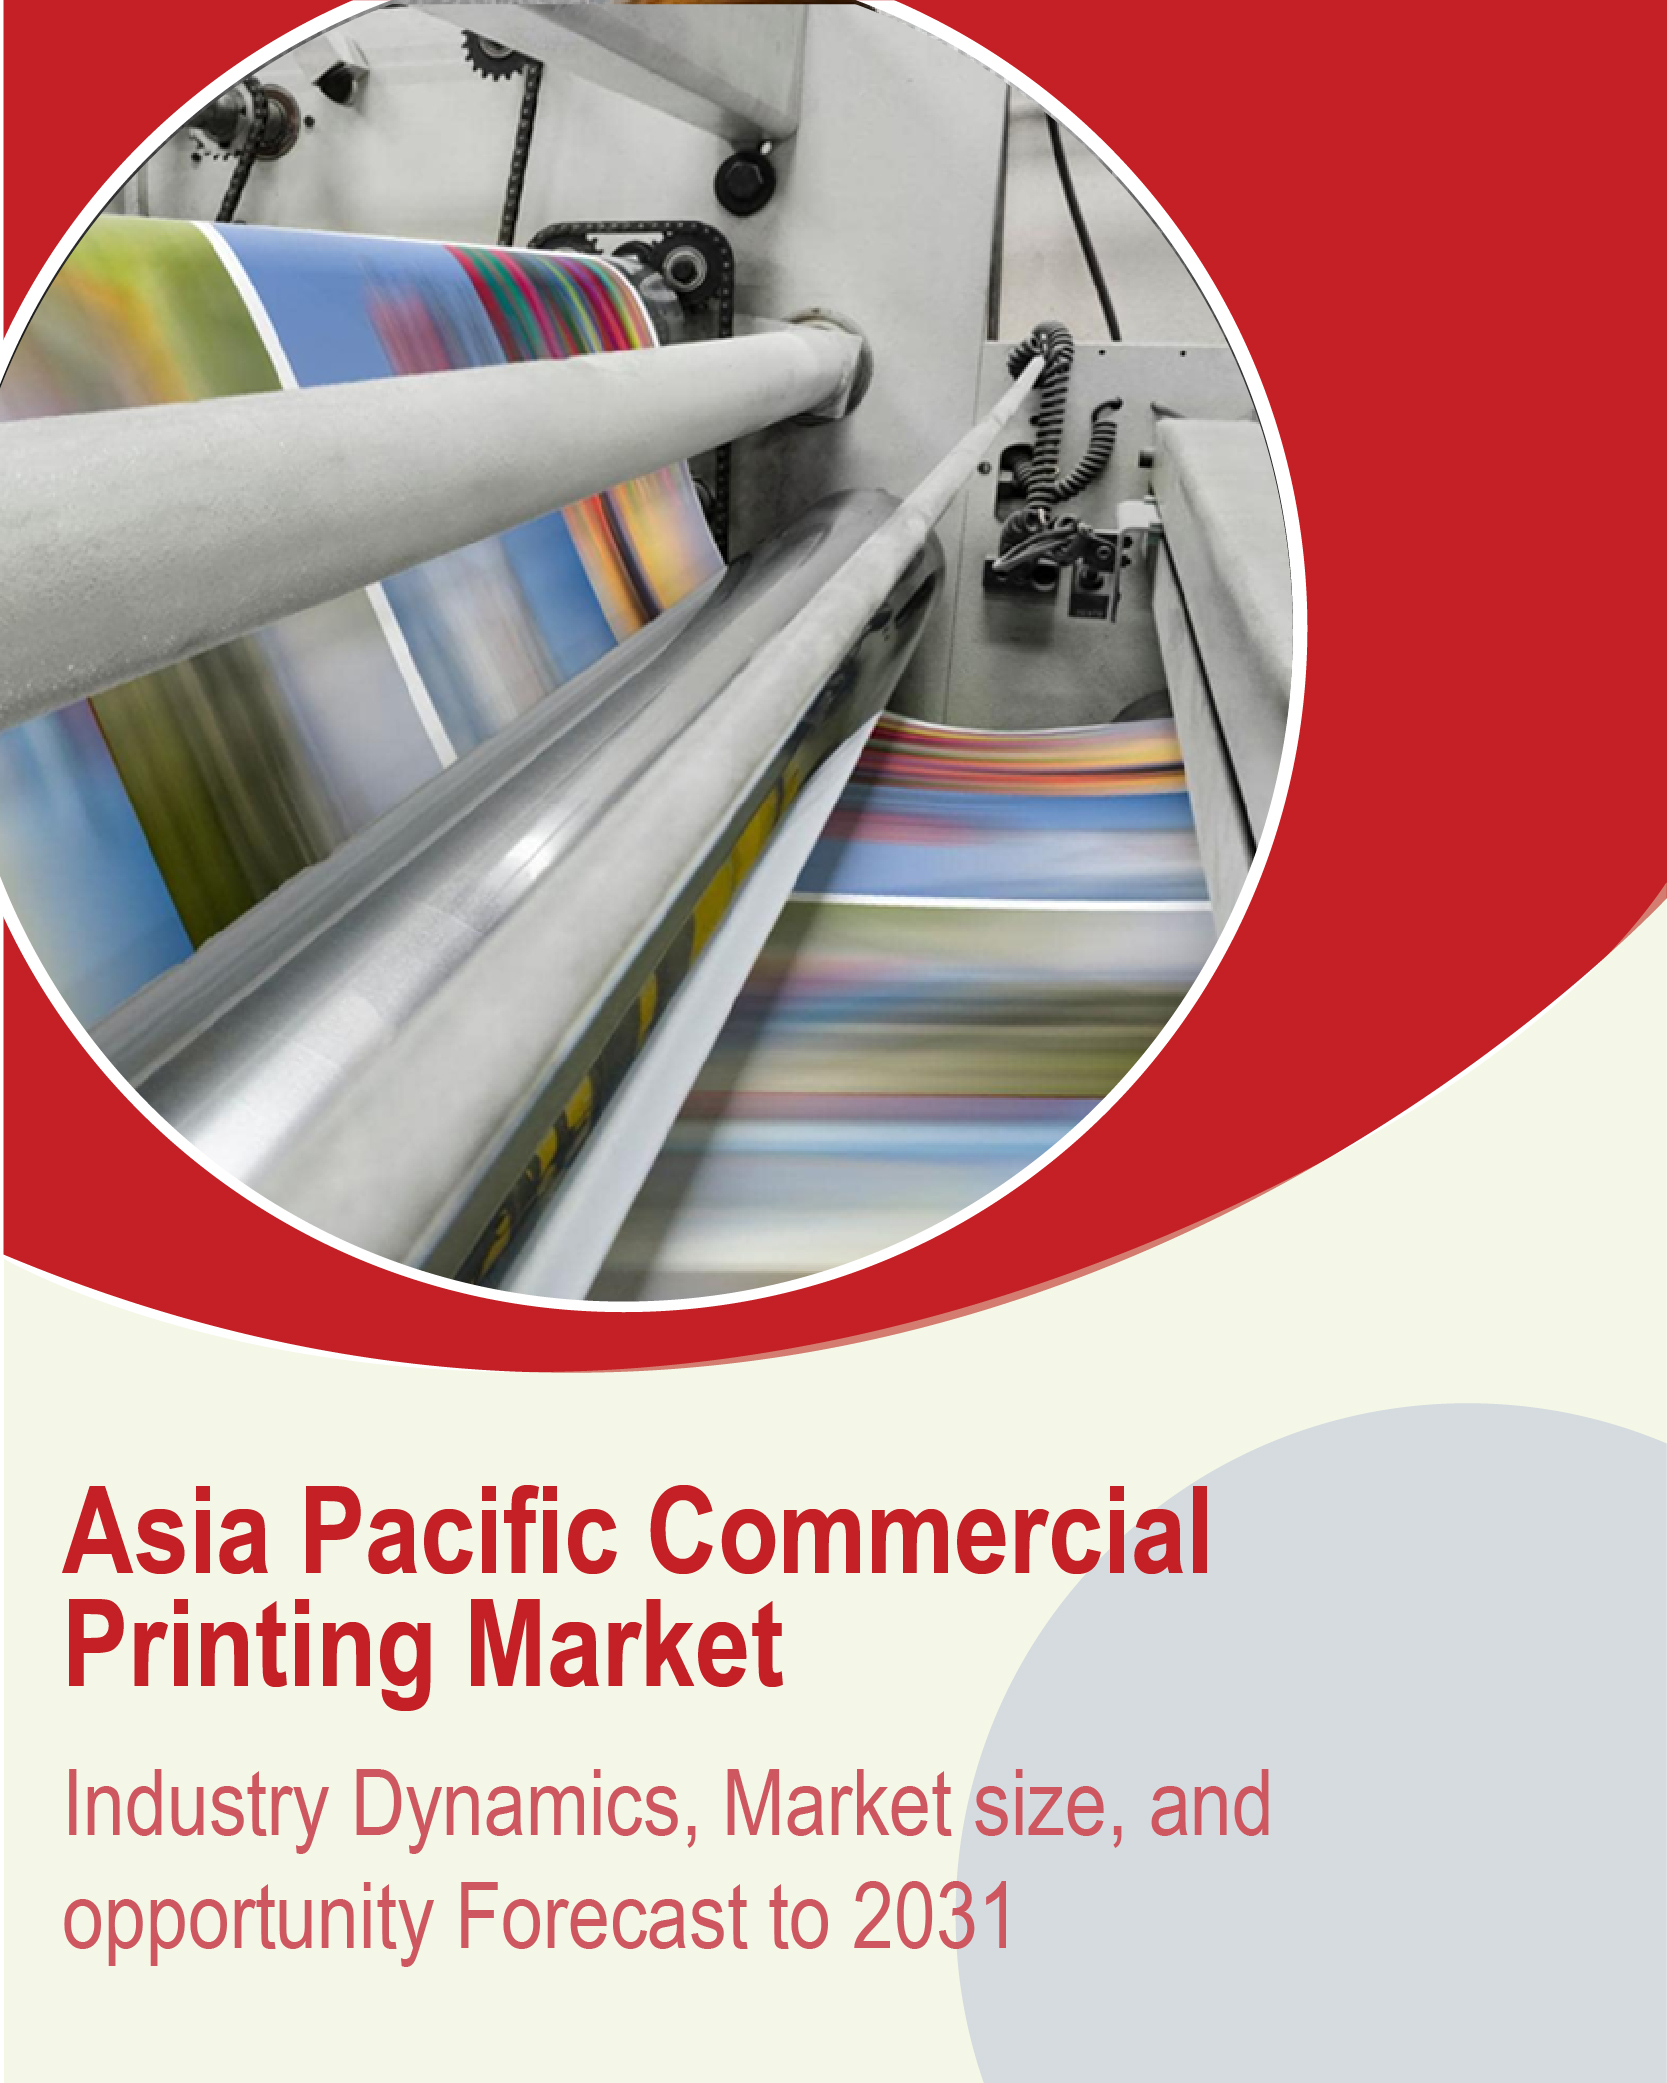 Asia Pacific Commercial
Printing Market
Industry Dynamics, Market size, and
opportunity Forecast to 2031